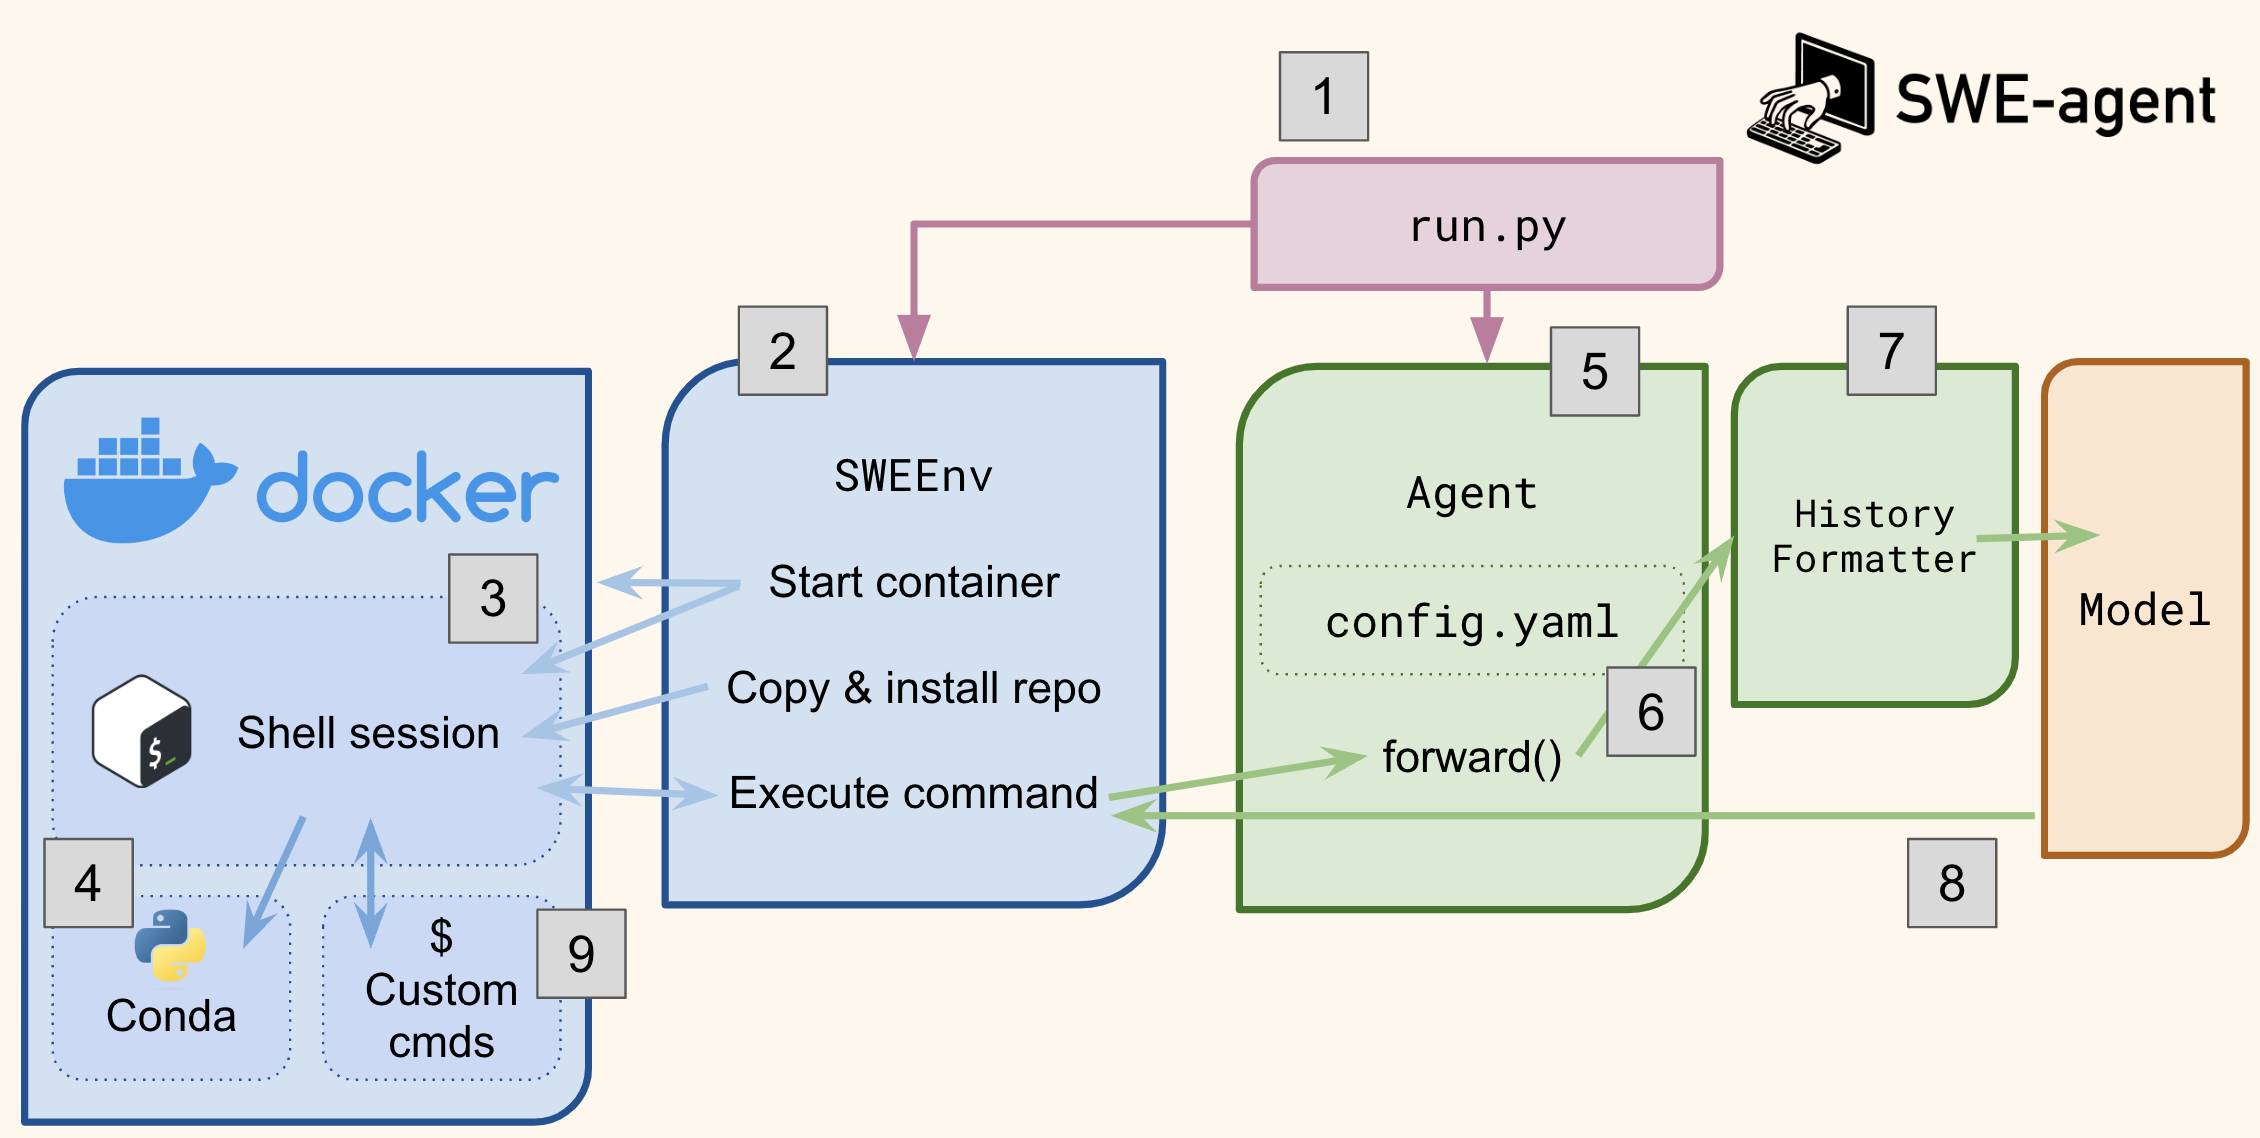 1
SWE-agent
run.py
2
5
7
docker
SWEEnv
Agent
History
Formatter
Model
3
Start container
config.yaml
Shell session
$_
Copy & install repo
6
forward()
Execute command
8
4
9
Conda
$
Custom
cmds